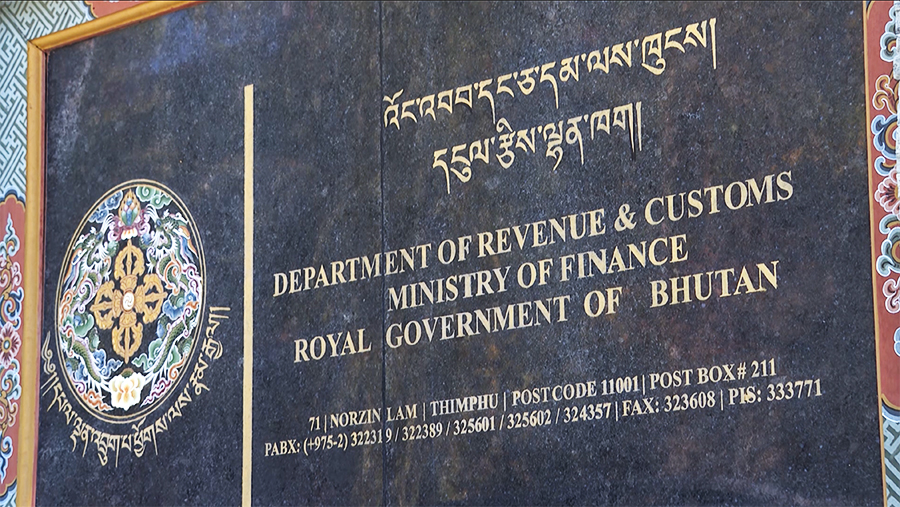 འོང་འབབ་དང་ཅ་དམ་ལས་ཁུངས།
དངུལ་རྩིས་ལྷན་ཁག།
DEPARTMENT OF REVENUE & CUSTOMS
MINISTRY OF FINANCE
ROYAL GOVERNMENT OF BHUTAN
71 | NORZIN LAM | THIMPHU | POSTCODE 11001 | POST BOX # 211
PABX: (+975-2) 322319 / 322389 / 325601 / 325602 / 324357 | FAX: 323608 | PIS: 333771